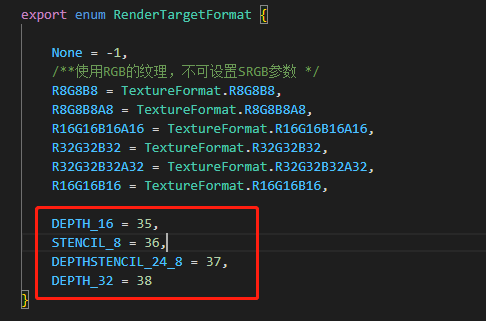 export enum RenderTargetFormat {
None = -1,
/**使用RGB的纹理，不可设置SRGB参数 */
R8G8B8 = TextureFormat.R8G8B8,
R8G8B8A8 = TextureFormat.R8G8B8A8,
R16G16B16A16 = TextureFormat.R16G16B16A16,
R32G32B32 = TextureFormat.R32G32B32,
R32G32B32A32 = TextureFormat.R32G32B32A32,
R16G16B16 = TextureFormat.R16G16B16,
DEPTH_16 = 35,
STENCIL_8 = 36,
DEPTHSTENCIL_24_8 = 37,
DEPTH_32 = 38
}